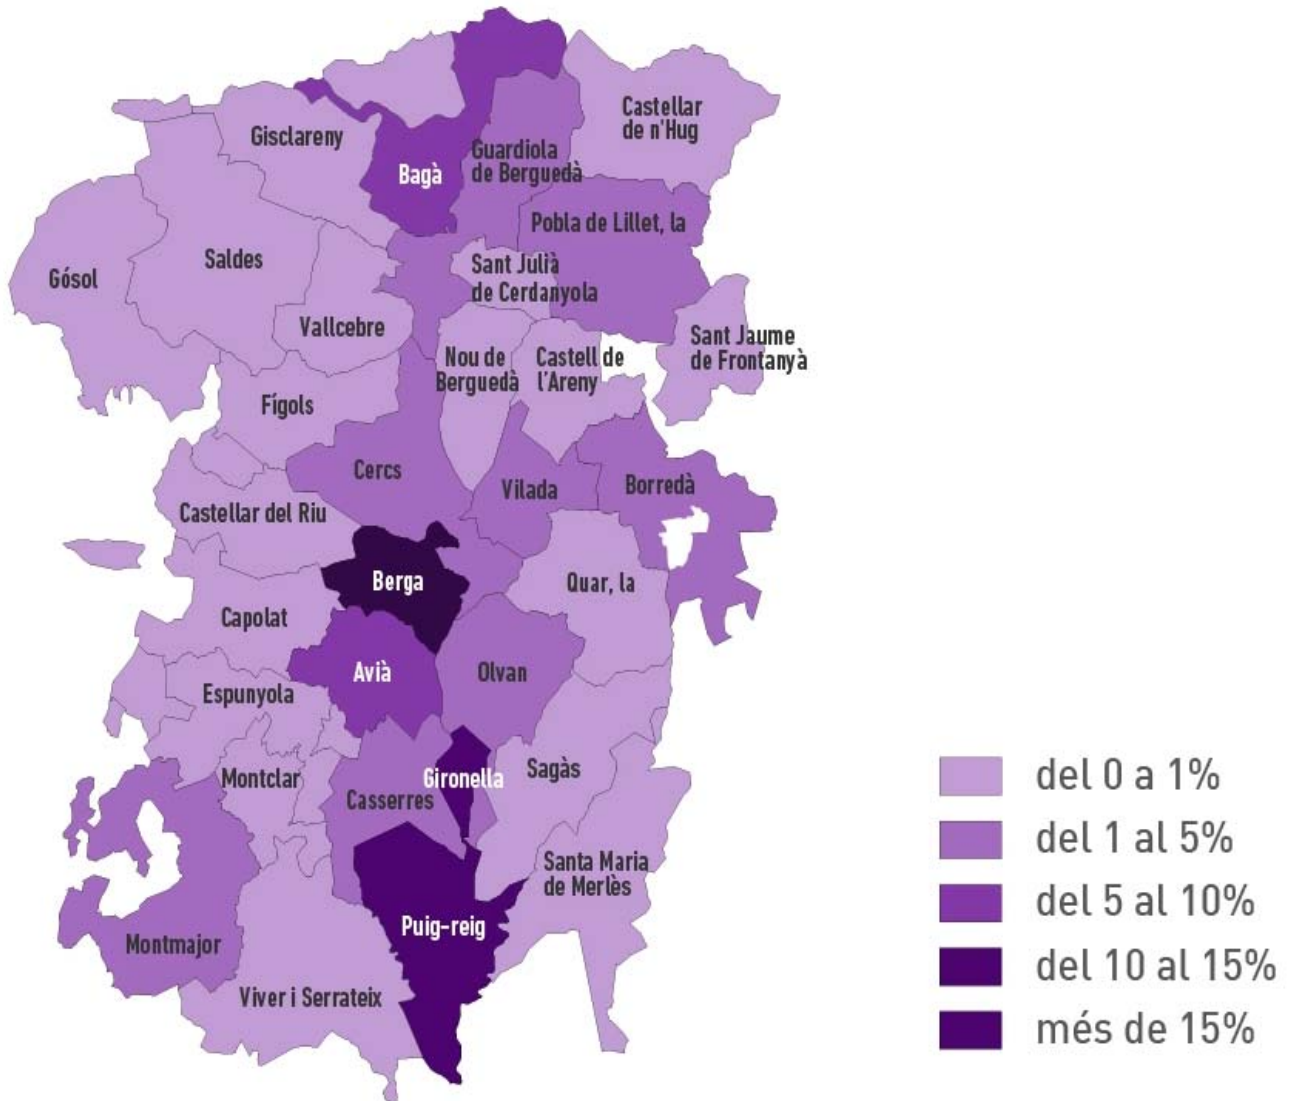 Castellar
de n'Hug
Gisclareny
Guardiola
de Berguedà
Bagà
Pobla de Lillet, la
Saldes
Sant Julià
de Cerdanyola
Gósol
Vallcebre
Sant Jaume
de Frontanyà
Nou de
Berguedà
Castell de
l'Areny
Fígols
Cercs
Vilada
Borredà
Castellar del Riu
Berga
Quar, la
Capolat
Avià
Olvan
Espunyola
Montclar
Gironella
Sagàs
Casserres
Santa Maria
de Merlès
Puig-reig
Montmajor
Viver i Serrateix
del 0 a 1%
del 1 al 5%
del 5 al 10%
del 10 al 15%
més de 15%